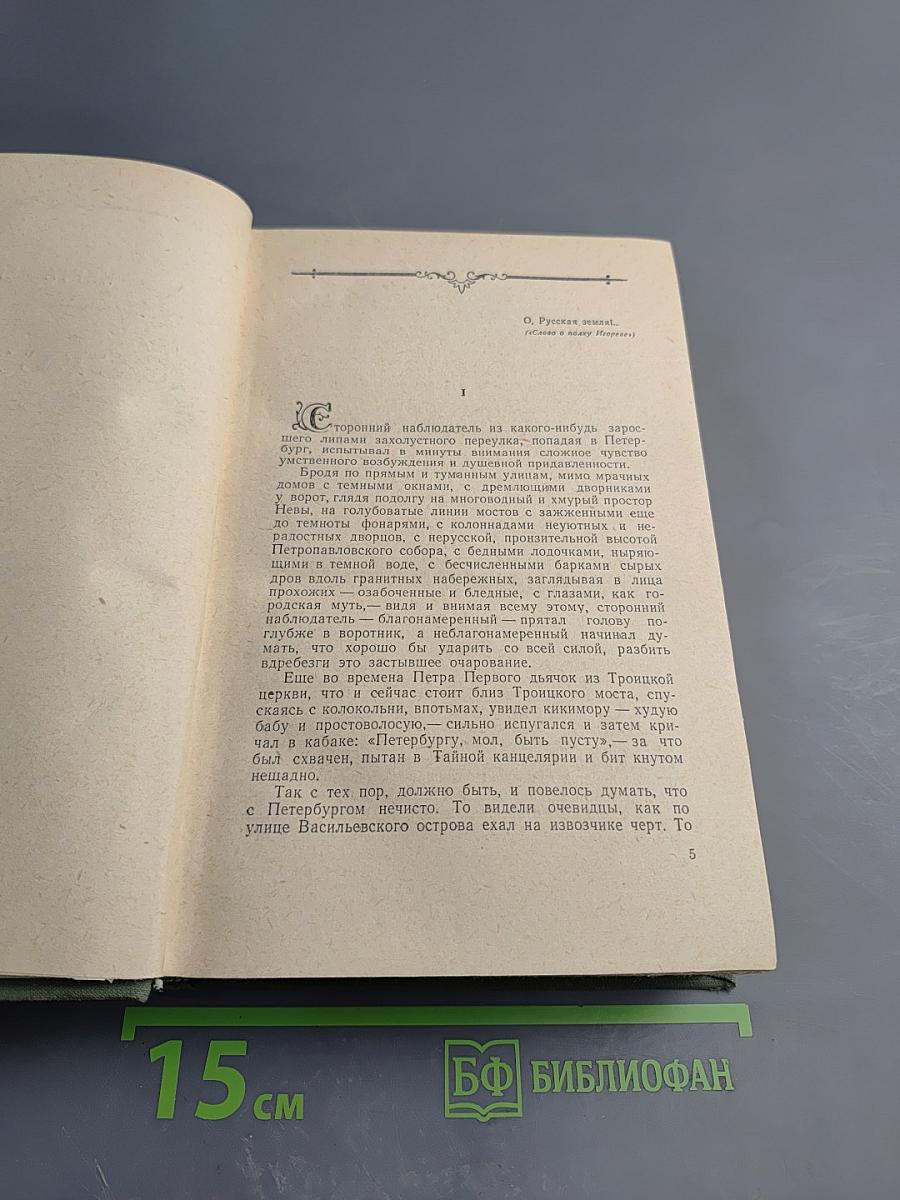 О, Русская земля!..
(«Слово о полку Игореве»)
I
Сторонний наблюдатель из какого-нибудь зарос-
шего липами захолустного переулка, попадая в Петер-
бург, испытывал в минуты внимания сложное чувство
умственного возбуждения и душевной придавленности.
Бродя по прямым и туманным улицам, мимо мрачных
домов с темными окнами, с дремлющими дворниками
у ворот, глядя подолгу на многоводный и хмурый простор
Невы, на голубоватые линии мостов с зажженными еще
до темноты фонарями, с колоннадами неуютных и не-
радостных дворцов, с нерусской, пронзительной высотой
Петропавловского собора, с бедными лодочками, ныряю-
щими в темной воде, с бесчисленными барками сырых
дров вдоль гранитных набережных, заглядывая в лица
прохожих — озабоченные и бледные, с глазами, как го-
родская муть,— видя и внимая всему этому, сторонний
наблюдатель — благонамеренный — прятал голову по-
глубже в воротник, а неблагонамеренный начинал ду-
мать, что хорошо бы ударить со всей силой, разбить
вдребезги это застывшее очарование.
Еще во времена Петра Первого дьячок из Троицкой
церкви, что и сейчас стоит близ Троицкого моста, спу-
скаясь с колокольни, впотьмах, увидел кикимору — худую
бабу и простоволосую,— сильно испугался и затем кри-
чал в кабаке: «Петербургу, мол, быть пусту»,— за что
был схвачен, пытан в Тайной канцелярии и бит кнутом
нещадно.
Так с тех пор, должно быть, и повелось думать, что
с Петербургом нечисто. То видели очевидцы, как по
улице Васильевского острова ехал на извозчике черт. То
5
15 см
БФ БИБЛИОФАН